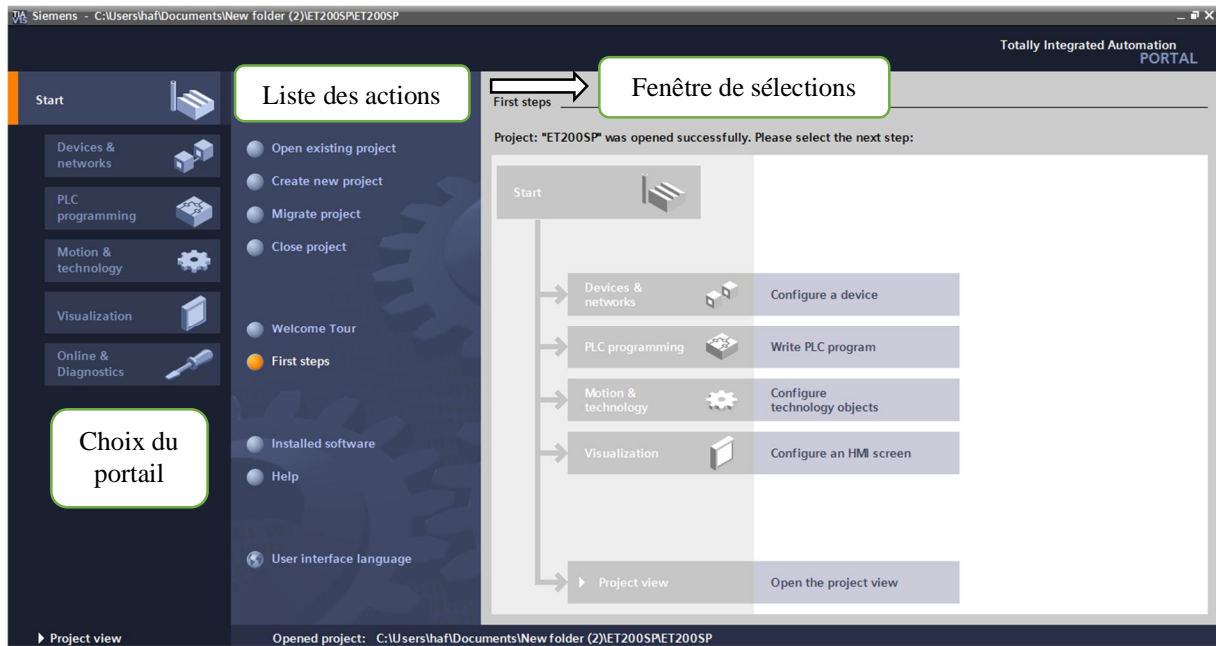 Siemens - C:\Users\haf\Documents\New folder (2)\ET200SP\ET200SP
Totally Integrated Automation
PORTAL
Start
Devices &
networks
PLC
programming
Motion &
technology
Visualization
Online &
Diagnostics
Choix du
portail
Project view
Liste des actions
Open existing project
Create new project
Migrate project
Close project
Welcome Tour
First steps
Installed software
Help
User interface language
Fenêtre de sélections
First steps
Project: "ET200SP" was opened successfully. Please select the next step:
Start
Devices &
networks
Configure a device
PLC programming
Write PLC program
Motion &
technology
Configure
technology objects
Visualization
Configure an HMI screen
Project view
Open the project view
Opened project: C:\Users\haf\Documents\New folder (2)\ET200SP\ET200SP